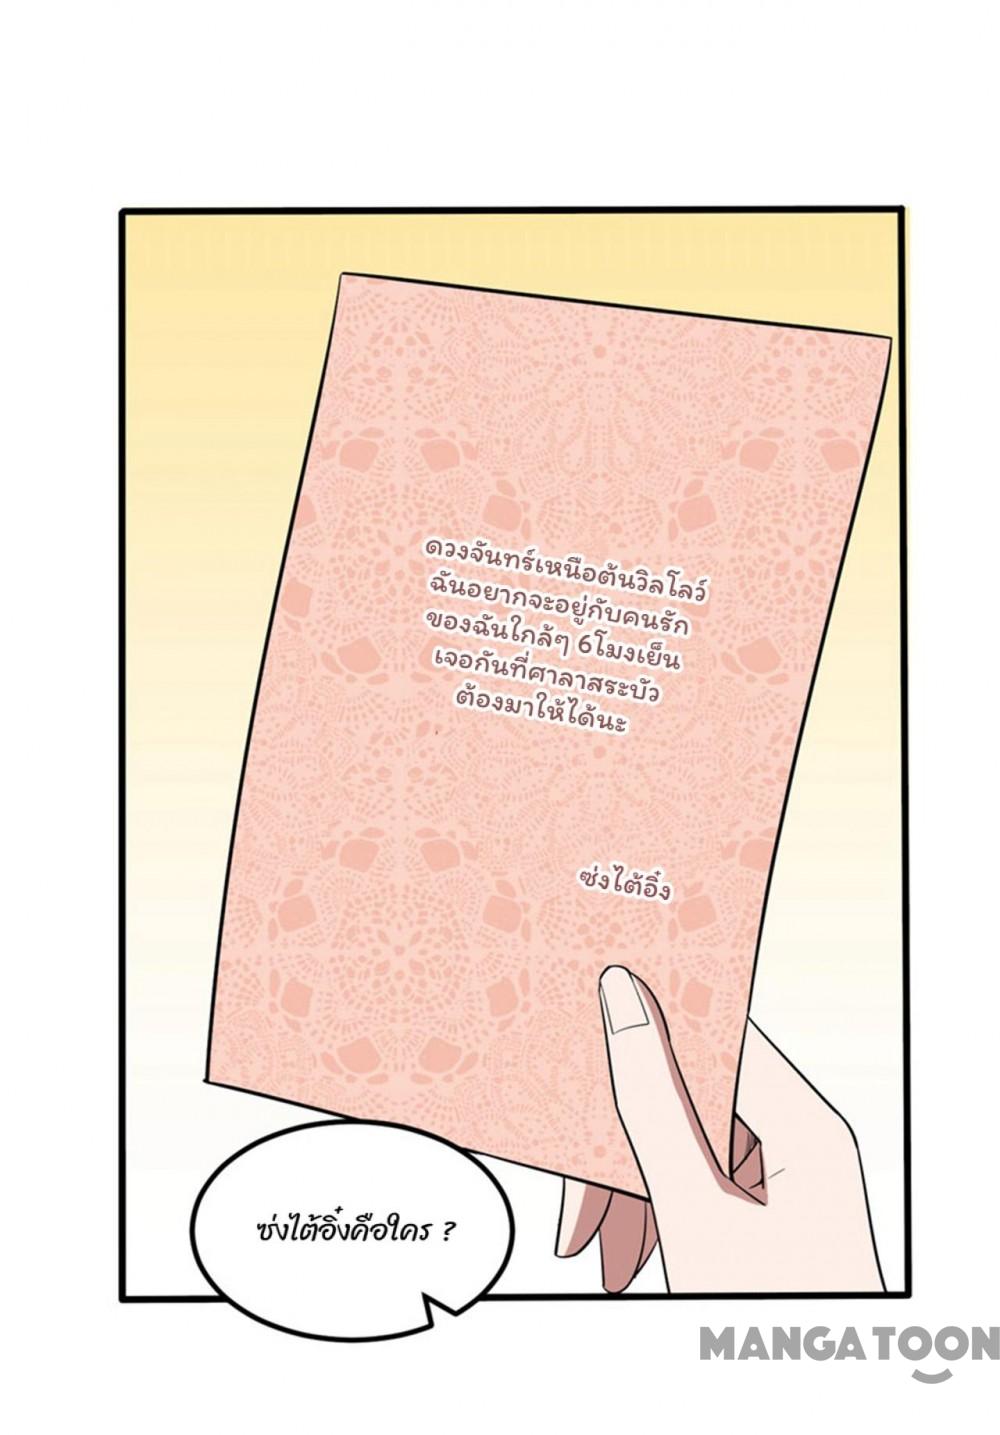 ดวงจันทร์เหนือต้นวิลโลว์
ฉันอยากจะอยู่กับคนรัก
ของฉันใกล้ๆ 6โมงเย็น
เจอกันที่ศาลาสระบัว
ต้องมาให้ได้นะ
ซ่งไต้อิ๋ง
ซ่งไต้อิ๋งคือใคร ?
MANGATOON